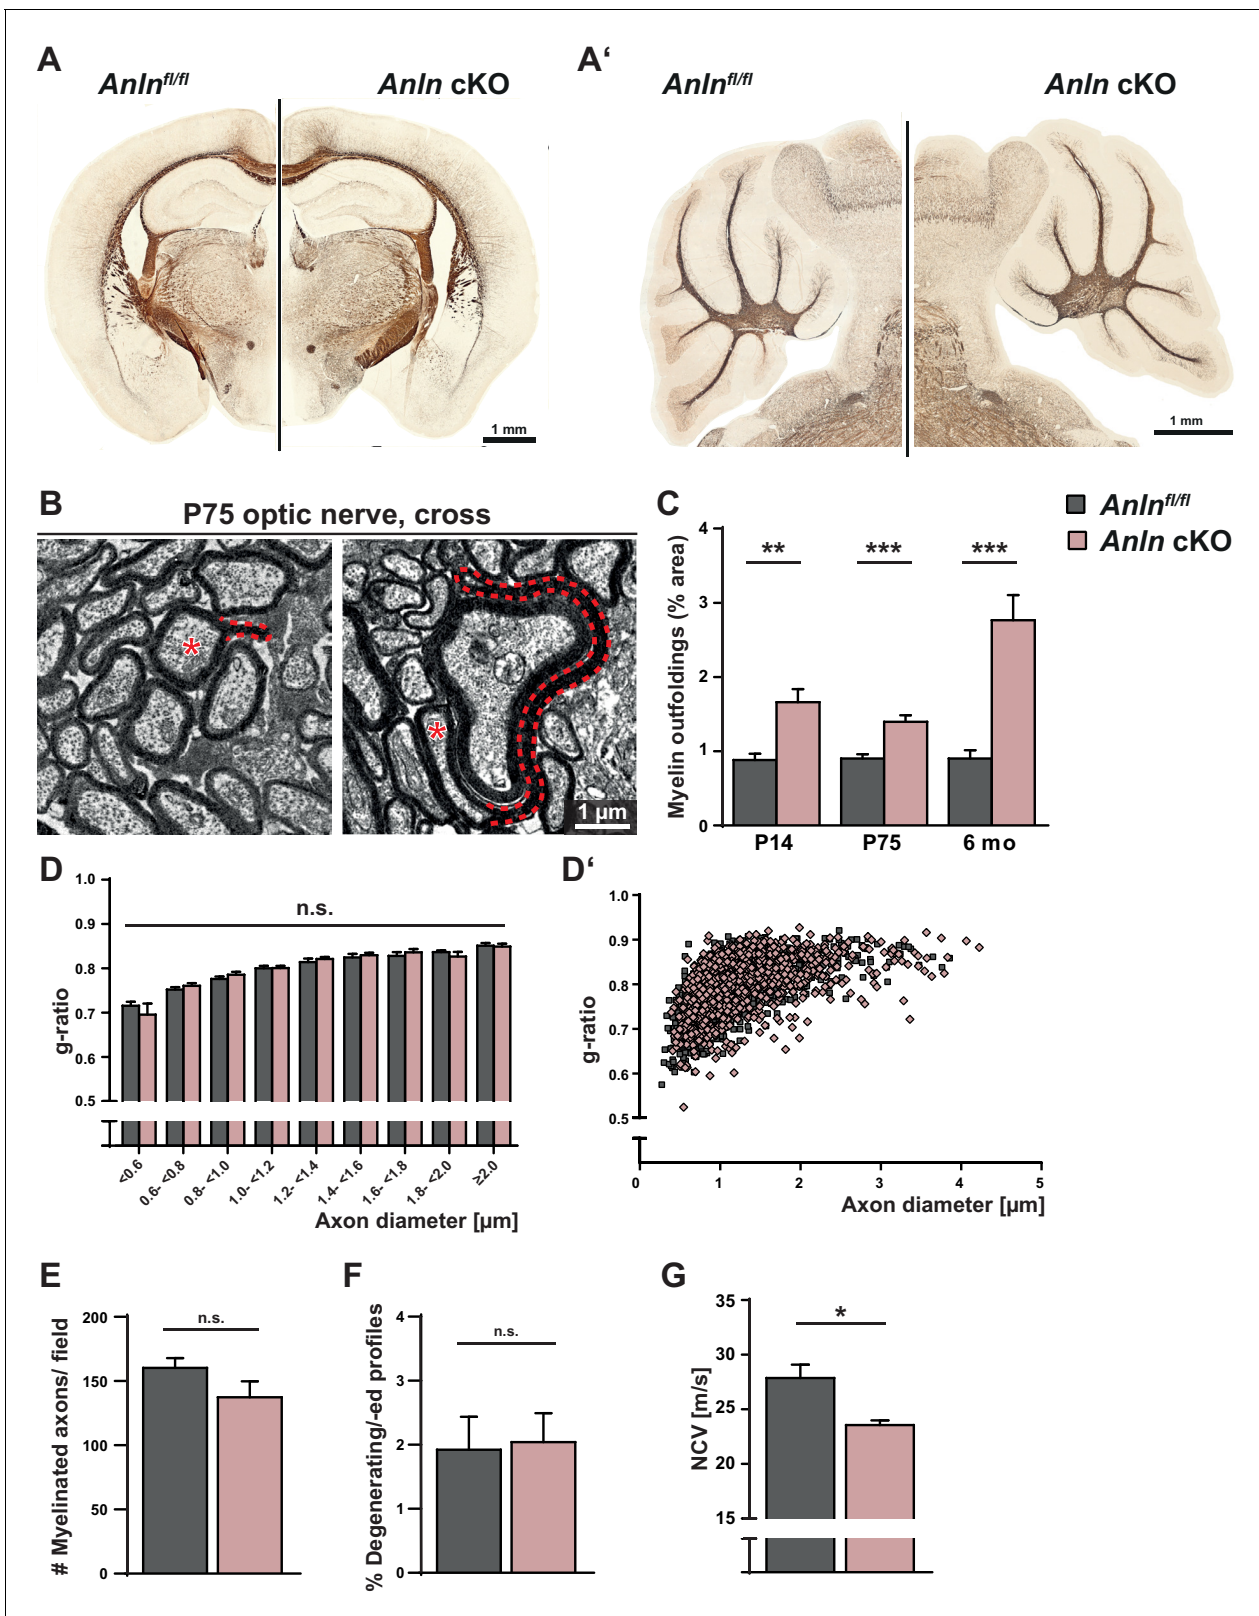 A
Anln^fl/fl
Anln cKO
1 mm
A'
Anln^fl/fl
Anln cKO
1 mm
B
P75 optic nerve, cross
*
*
1 µm
C
Anln^fl/fl
Anln cKO
Myelin outfoldings (% area)
4
3
2
1
0
**
***
***
P14
P75
6 mo
D
g-ratio
1.0
0.9
0.8
0.7
0.6
0.5
n.s.
<0.6
0.6- <0.8
0.8- <1.0
1.0- <1.2
1.2- <1.4
1.4- <1.6
1.6- <1.8
1.8- <2.0
≥2.0
Axon diameter [µm]
D'
g-ratio
1.0
0.9
0.8
0.7
0.6
0.5
0
1
2
3
4
5
Axon diameter [µm]
E
# Myelinated axons/ field
200
150
100
50
0
n.s.
F
% Degenerating/-ed profiles
4
3
2
1
0
n.s.
G
NCV [m/s]
35
30
25
20
15
*